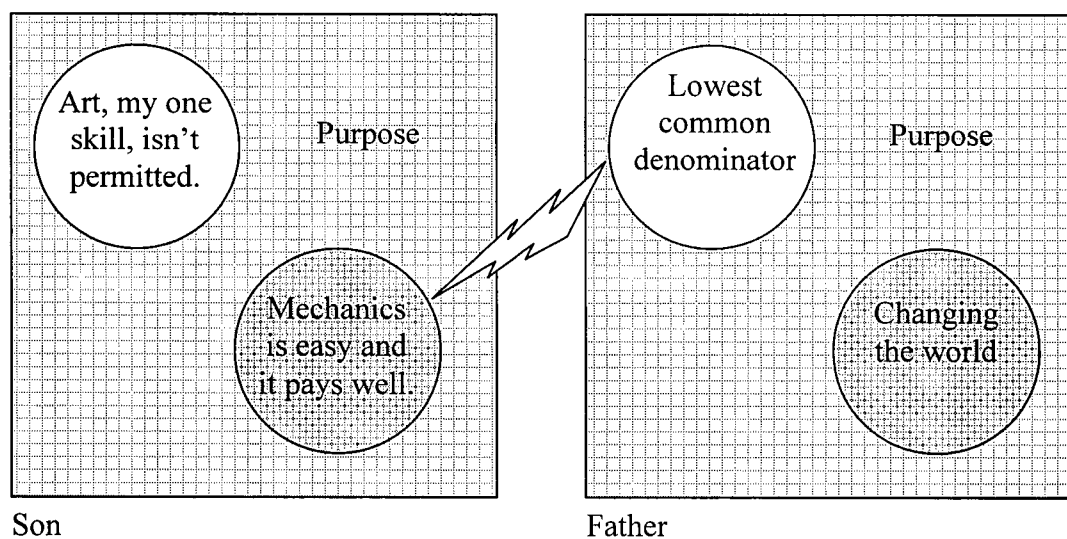 Art, my one
skill, isn't
permitted.
Purpose
Mechanics
is easy and
it pays well.
Son
Lowest
common
denominator
Purpose
Changing
the world
Father